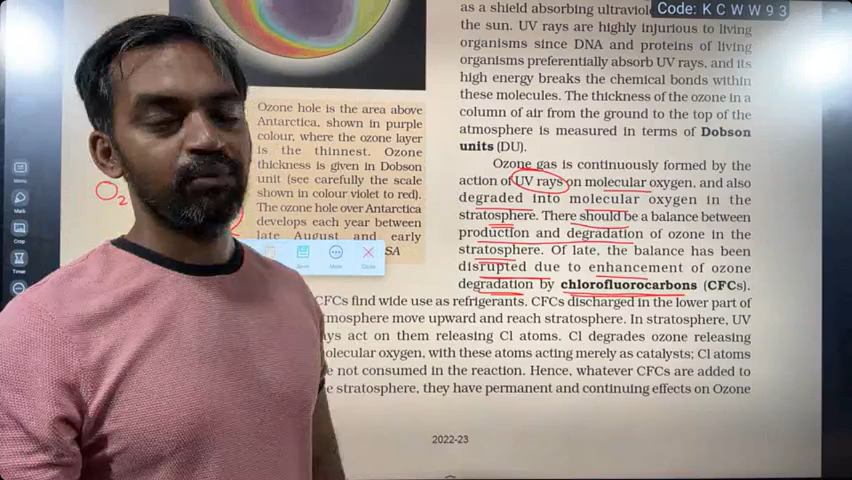 as a shield absorbing
Code: K C W W 9 3
the sun. UV rays are highly injurious to living
organisms since DNA and proteins of living
organisms preferentially absorb UV rays, and its
high energy breaks the chemical bonds within
these molecules. The thickness of the ozone in a
column of air from the ground to the top of the
atmosphere is measured in terms of Dobson
units (DU).
Ozone gas is continuously formed by the
action of UV rays on molecular oxygen, and also
degraded into molecular oxygen in the
stratosphere. There should be a balance between
production and degradation of ozone in the
stratosphere. Of late, the balance has been
disrupted due to enhancement of ozone
degradation by chlorofluorocarbons (CFCs).
CFCs find wide use as refrigerants. CFCs discharged in the lower part of
move upward and reach stratosphere. In stratosphere, UV
act on them releasing Cl atoms. Cl degrades ozone releasing
oxygen, with these atoms acting merely as catalysts; Cl atoms
not consumed in the reaction. Hence, whatever CFCs are added to
stratosphere, they have permanent and continuing effects on Ozone
2022-23
Ozone hole is the area above
Antarctica, shown in purple
colour, where the ozone layer
is the thinnest. Ozone
thickness is given in Dobson
unit (see carefully the scale
shown in colour violet to red).
The ozone hole over Antarctica
develops each year between
late August and early
SA
O2
Menu
Mark
Crop
Timer
Save
More
Close